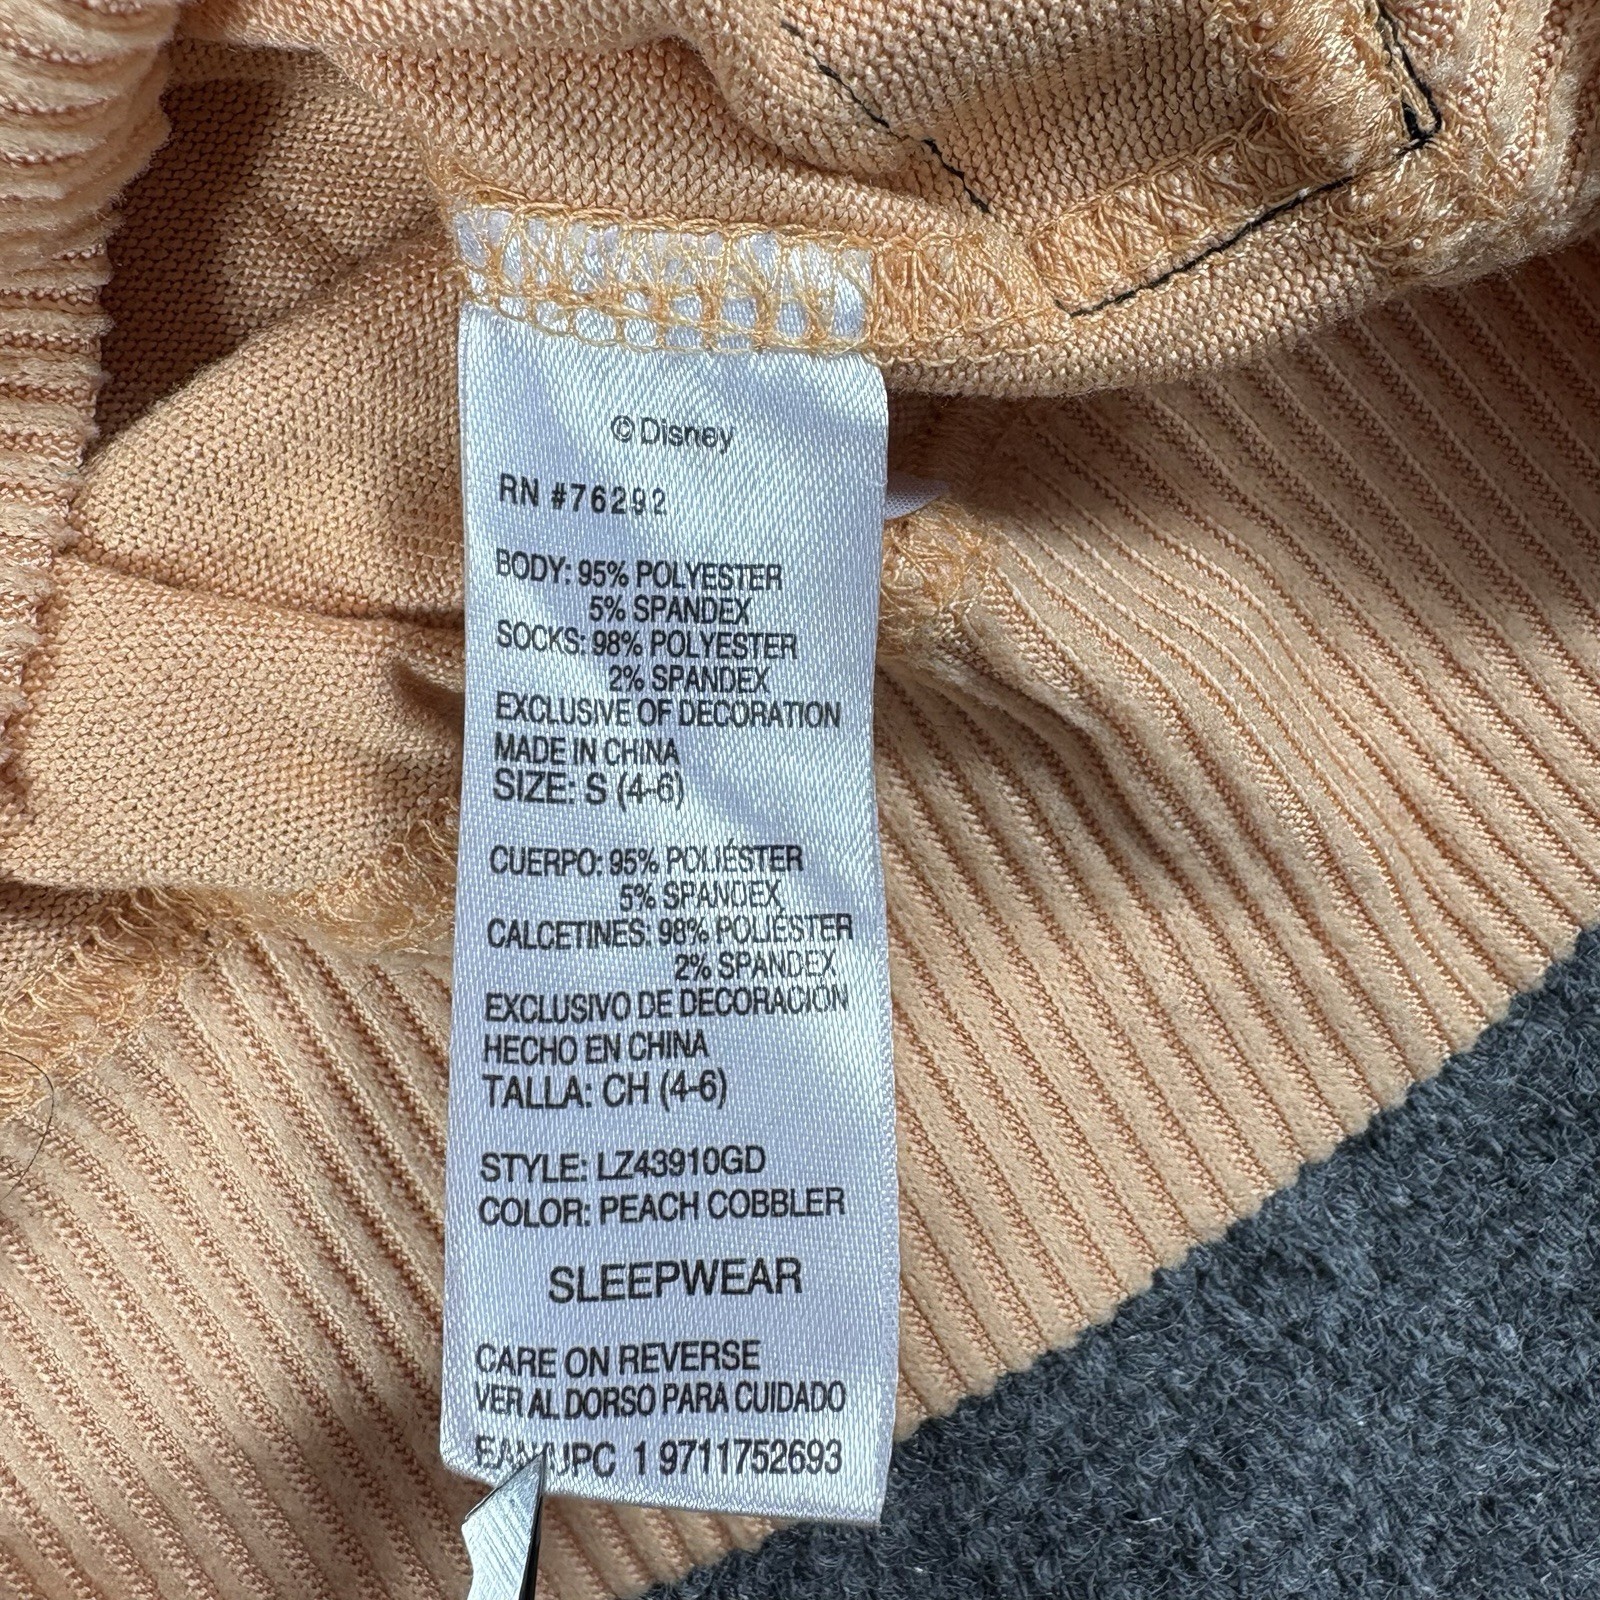 © Disney
RN #76292
BODY: 95% POLYESTER
5% SPANDEX
SOCKS: 98% POLYESTER
2% SPANDEX
EXCLUSIVE OF DECORATION
MADE IN CHINA
SIZE: S (4-6)
CUERPO: 95% POLIÉSTER
5% SPANDEX
CALCETINES: 98% POLIÉSTER
2% SPANDEX
EXCLUSIVO DE DECORACIÓN
HECHO EN CHINA
TALLA: CH (4-6)
STYLE: LZ43910GD
COLOR: PEACH COBBLER
SLEEPWEAR
CARE ON REVERSE
VER AL DORSO PARA CUIDADO
EAN/UPC 1 9711752693